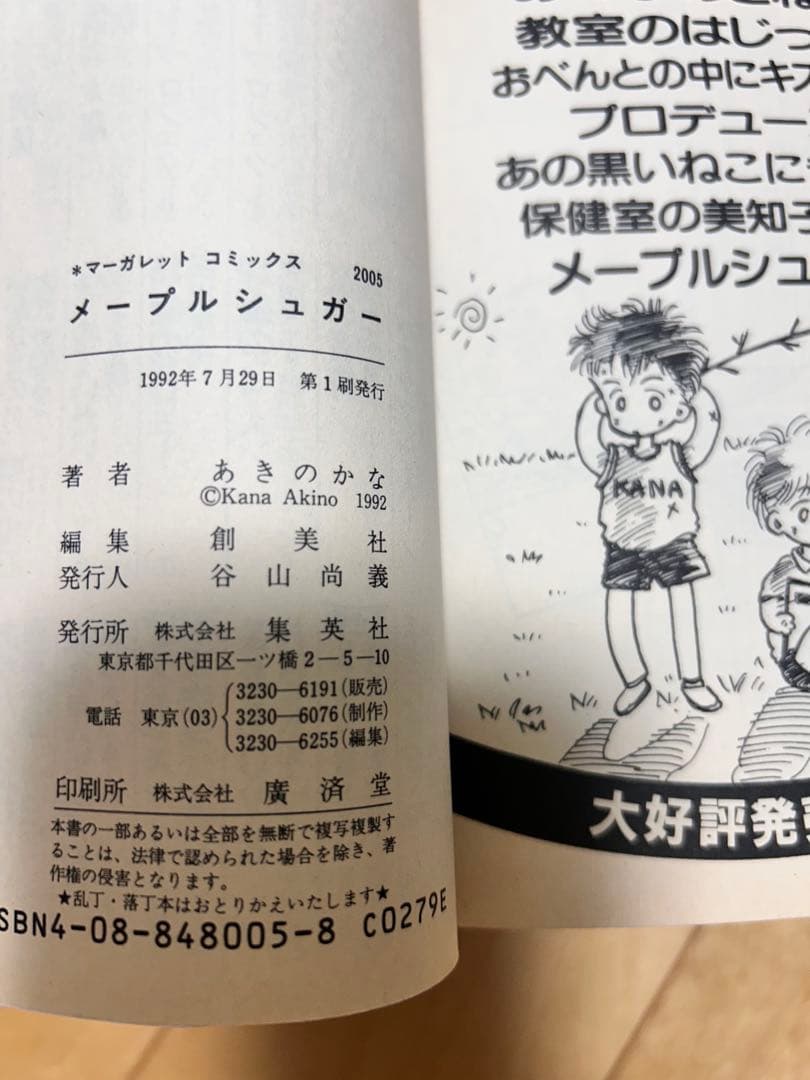 *マーガレット コミックス 2005
メープルシュガー
1992年7月29日 第1刷発行
著者 あきのかな
©Kana Akino 1992
編集 創美社
発行人 谷山尚義
発行所 株式会社 集英社
東京都千代田区一ツ橋2―5―10
電話 東京(03)
3230―6191(販売)
3230―6076(制作)
3230―6255(編集)
印刷所 株式会社 廣済堂
本書の一部あるいは全部を無断で複写複製す
ることは、法律で認められた場合を除き、著
作権の侵害となります。
★乱丁・落丁本はおとりかえいたします★
SBN4-08-848005-8 C0279E
教室のはじっ
おべんとの中にキス
プロデュー
あの黒いねこに
保健室の美知子
メープルシュ
KANA
大好評発